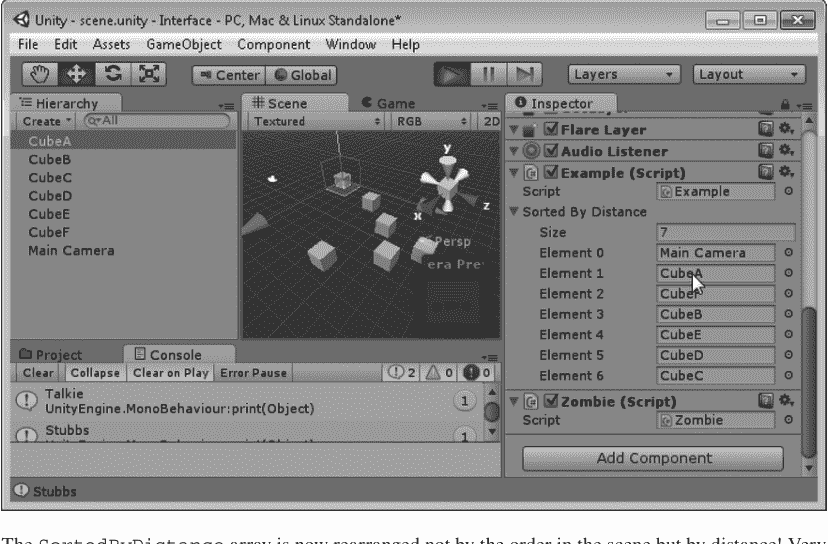 Unity - scene.unity - Interface - PC, Mac & Linux Standalone*
File Edit Assets GameObject Component Window Help
Center Global Layers Layout
Hierarchy
Create All
CubeA
CubeB
CubeC
CubeD
CubeE
CubeF
Main Camera
Scene Game
Textured RGB 2D
y
x
z
Persp
era Pre
Inspector
Flare Layer
Audio Listener
Example (Script)
Script Example
Sorted By Distance
Size 7
Element 0 Main Camera
Element 1 CubeA
Element 2 CubeF
Element 3 CubeB
Element 4 CubeE
Element 5 CubeD
Element 6 CubeC
Zombie (Script)
Script Zombie
Add Component
Project Console
Clear Collapse Clear on Play Error Pause 2 0 0
Talkie
UnityEngine.MonoBehaviour:print(Object) 1
Stubbs
1
Stubbs
The SortedByDistance array is now rearranged not by the order in the scene but by distance! Very